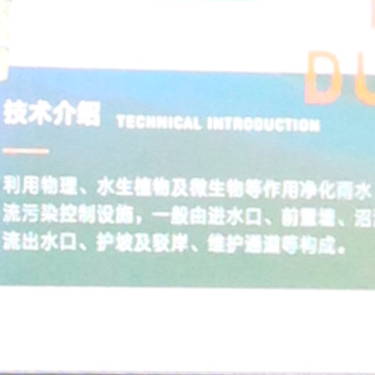 DU
技术介绍 TECHNICAL INTRODUCTION
利用物理、水生植物及微生物等作用净化雨水
流污染控制设施，一般由进水口、前置塘、沼
流出水口、护坡及驳岸、维护通道等构成。